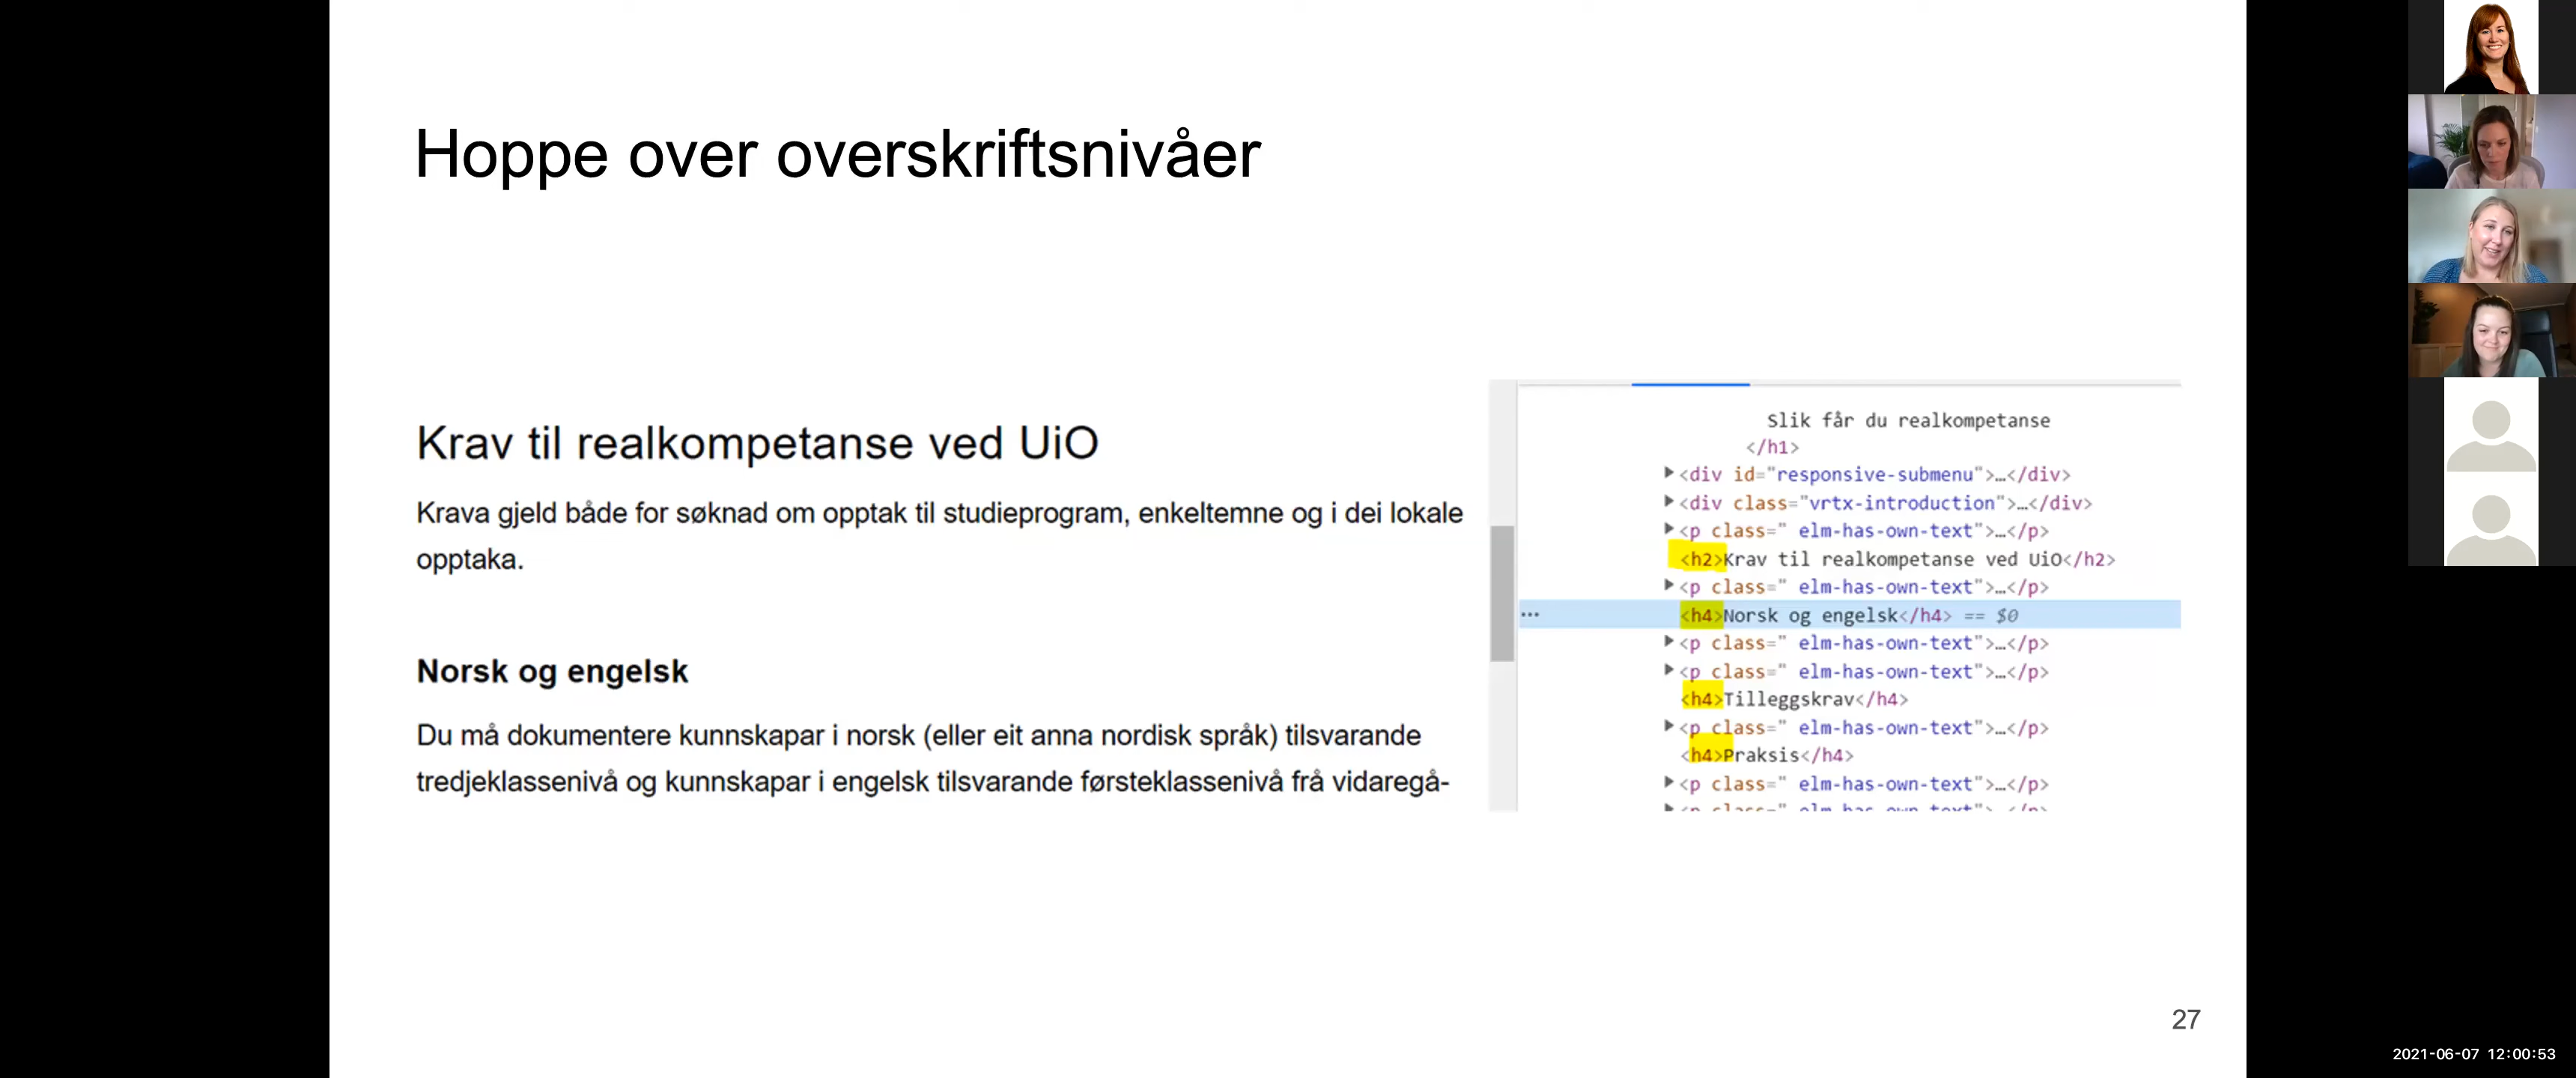 Hoppe over overskriftsnivåer
Krav til realkompetanse ved UiO
Krava gjeld både for søknad om opptak til studieprogram, enkeltemne og i dei lokale
opptaka.
Norsk og engelsk
Du må dokumentere kunnskapar i norsk (eller eit anna nordisk språk) tilsvarande
tredjeklassenivå og kunnskapar i engelsk tilsvarande førsteklassenivå frå vidaregå-
Slik får du realkompetanse
</h1>
<div id="responsive-submenu">…</div>
<div class="vrtx-introduction">…</div>
<p class=" elm-has-own-text">…</p>
<h2>Krav til realkompetanse ved UiO</h2>
<p class=" elm-has-own-text">…</p>
<h4>Norsk og engelsk</h4> == $0
<p class=" elm-has-own-text">…</p>
<p class=" elm-has-own-text">…</p>
<h4>Tilleggskrav</h4>
<p class=" elm-has-own-text">…</p>
<h4>Praksis</h4>
<p class=" elm-has-own-text">…</p>
<p class=" elm-has-own-text">…</p>
27
2021-06-07 12:00:53